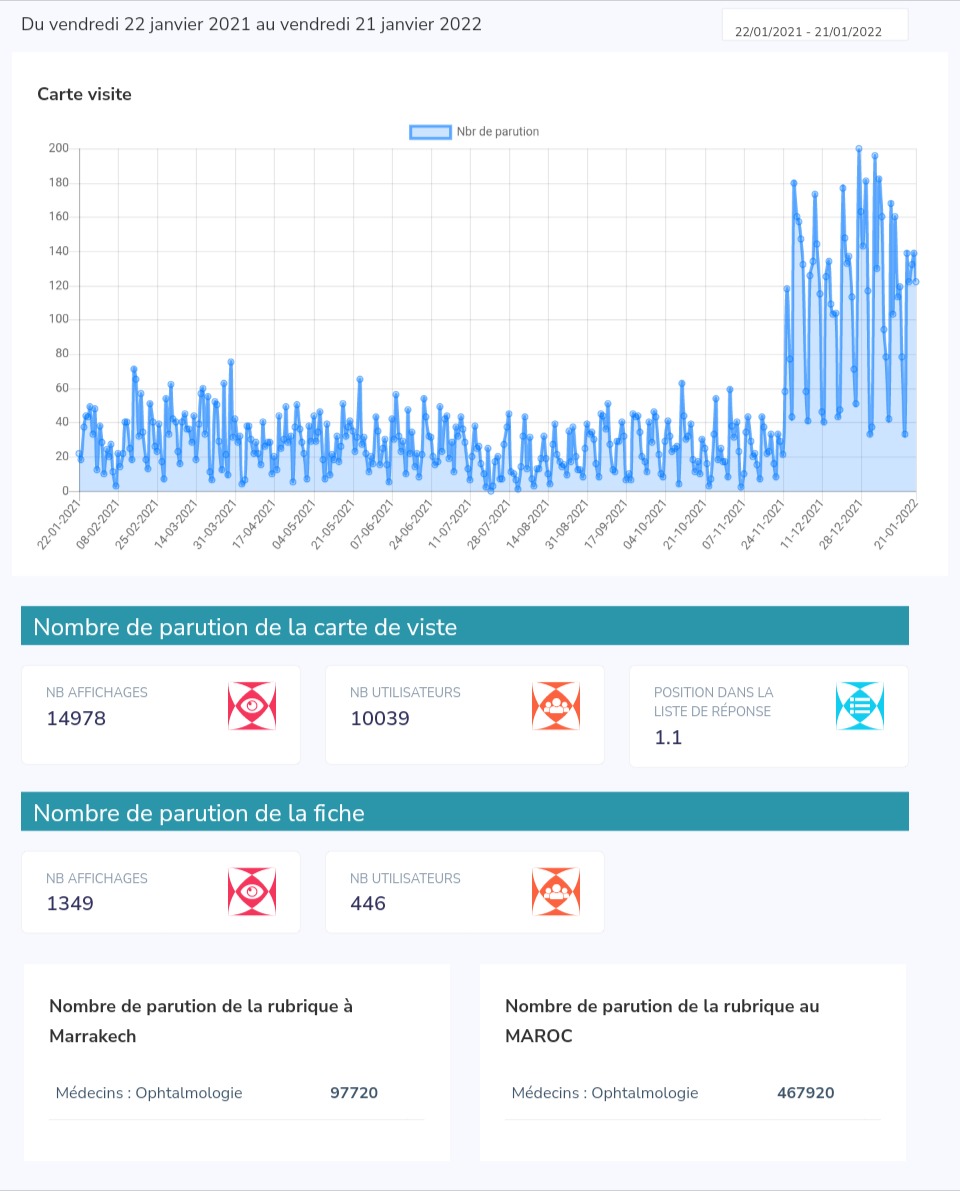 Du vendredi 22 janvier 2021 au vendredi 21 janvier 2022
22/01/2021 - 21/01/2022
Carte visite
Nbr de parution
200
180
160
140
120
100
80
60
40
20
0
22-01-2021
08-02-2021
25-02-2021
14-03-2021
31-03-2021
17-04-2021
04-05-2021
21-05-2021
07-06-2021
24-06-2021
11-07-2021
28-07-2021
14-08-2021
31-08-2021
17-09-2021
04-10-2021
21-10-2021
07-11-2021
24-11-2021
11-12-2021
28-12-2021
21-01-2022
Nombre de parution de la carte de viste
NB AFFICHAGES
14978
NB UTILISATEURS
10039
POSITION DANS LA
LISTE DE RÉPONSE
1.1
Nombre de parution de la fiche
NB AFFICHAGES
1349
NB UTILISATEURS
446
Nombre de parution de la rubrique à
Marrakech
Médecins : Ophtalmologie 97720
Nombre de parution de la rubrique au
MAROC
Médecins : Ophtalmologie 467920